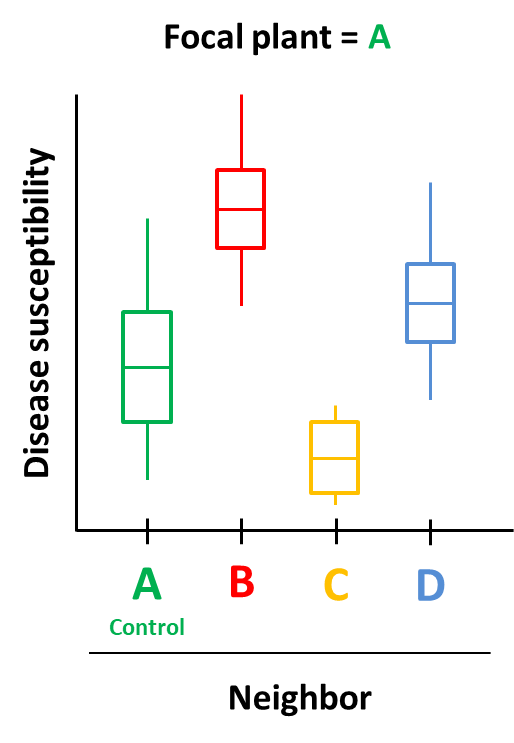 Focal plant = A
Disease susceptibility
A B C D
Control
Neighbor